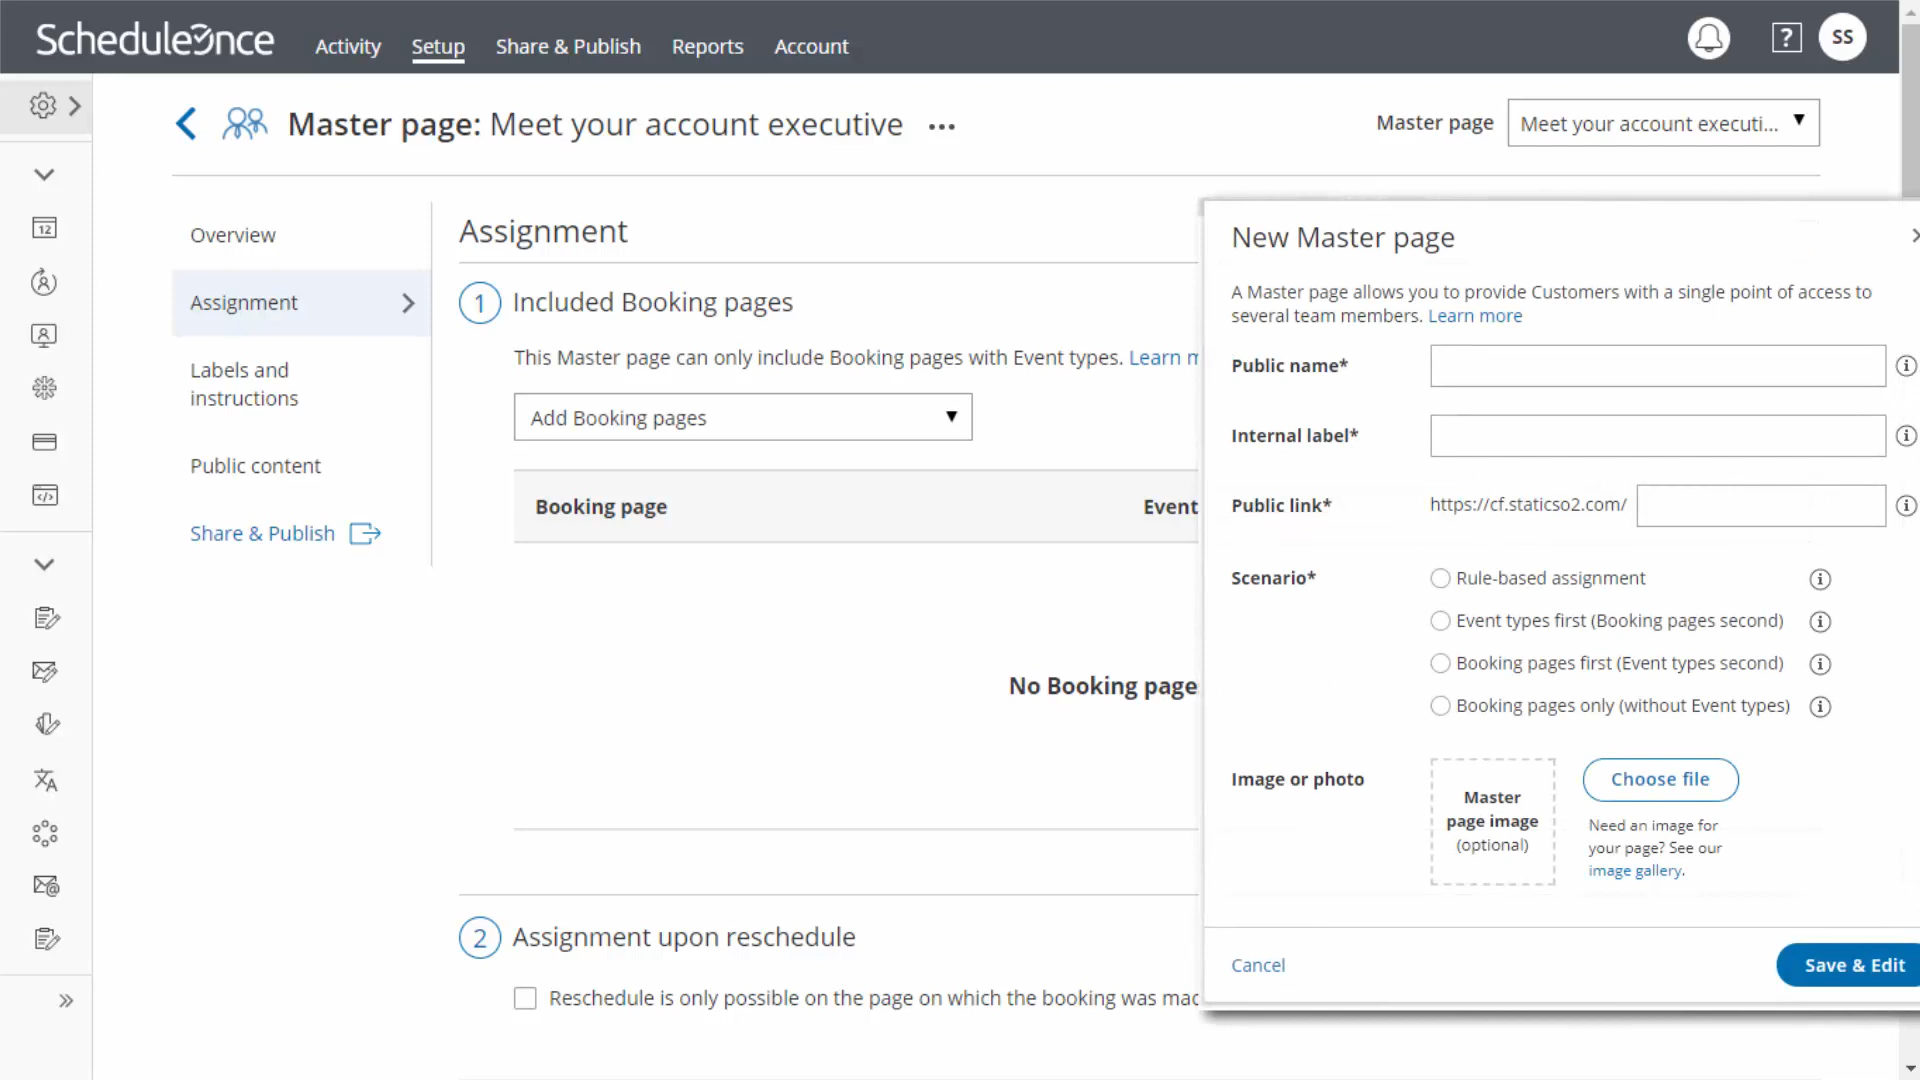 ScheduleOnce
Activity
Setup
Share & Publish
Reports
Account
?
SS
Master page: Meet your account executive
Master page
Meet your account executi...
12
Overview
Assignment
Labels and
instructions
Public content
Share & Publish
Assignment
1
Included Booking pages
This Master page can only include Booking pages with Event types. Learn
Add Booking pages
Booking page
Event
No Booking page
2
Assignment upon reschedule
Reschedule is only possible on the page on which the booking was
New Master page
A Master page allows you to provide Customers with a single point of access to
several team members. Learn more
Public name*
Internal label*
Public link*
https://cf.staticso2.com/
Scenario*
Rule-based assignment
Event types first (Booking pages second)
Booking pages first (Event types second)
Booking pages only (without Event types)
Image or photo
Master
page image
(optional)
Choose file
Need an image for
your page? See our
image gallery.
Cancel
Save & Edit